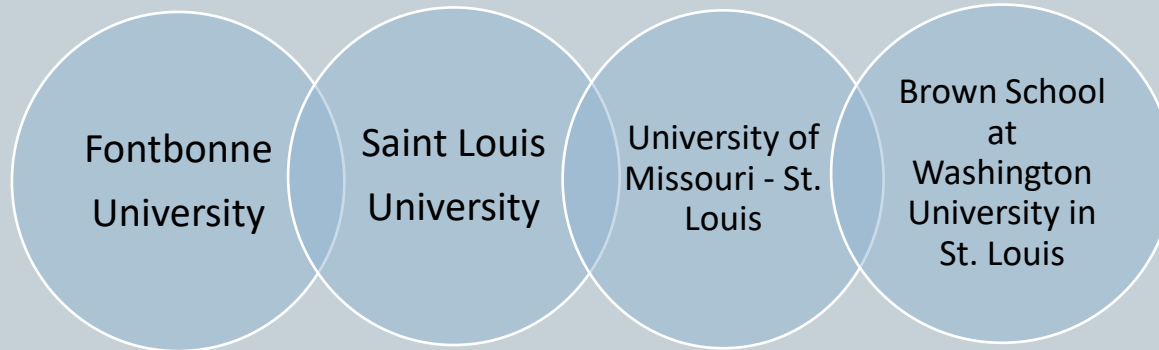 Fontbonne
University
Saint Louis
University
University of
Missouri - St.
Louis
Brown School
at
Washington
University in
St. Louis